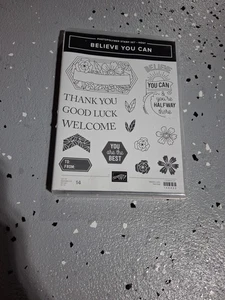 BELIEVE YOU CAN
BELIEVE
YOU CAN
&
you're
HALFWAY
there
THANK YOU
GOOD LUCK
WELCOME
YOU
are the
BEST
TO:
FROM: